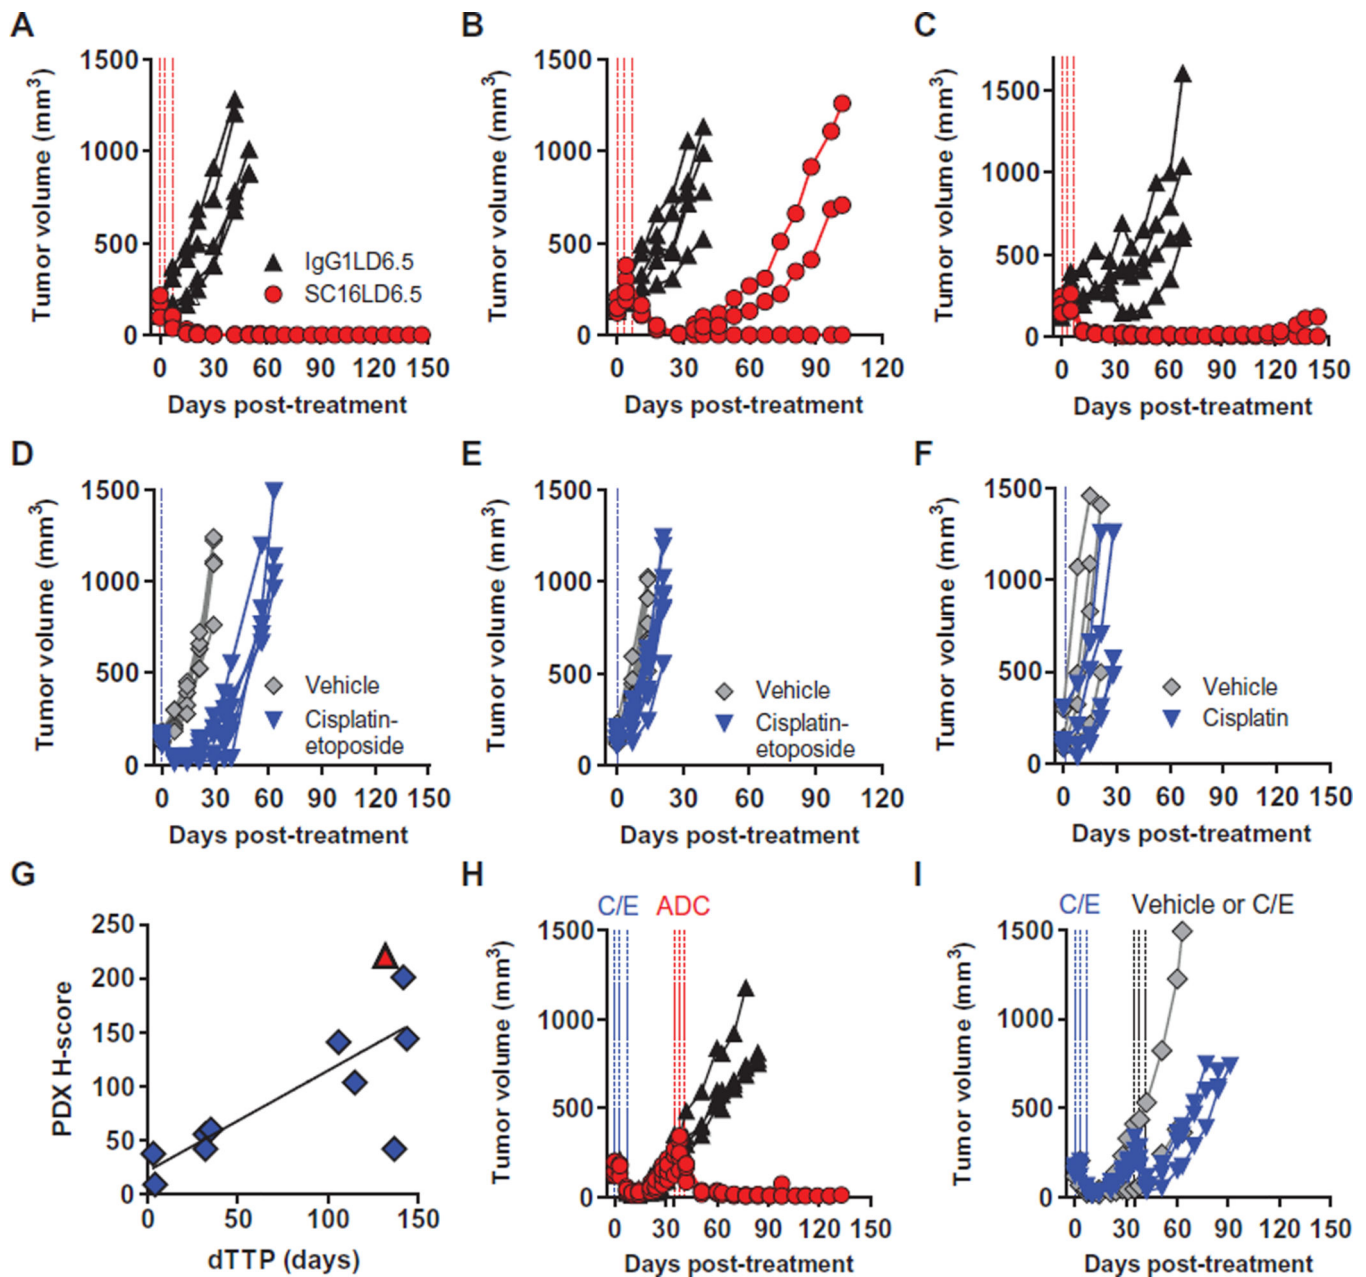 A
Tumor volume (mm³)
1500
1000
500
0
IgG1LD6.5
SC16LD6.5
0 30 60 90 120 150
Days post-treatment
B
Tumor volume (mm³)
1500
1000
500
0
0 30 60 90 120
Days post-treatment
C
Tumor volume (mm³)
1500
1000
500
0
0 30 60 90 120 150
Days post-treatment
D
Tumor volume (mm³)
1500
1000
500
0
Vehicle
Cisplatin-
etoposide
0 30 60 90 120 150
Days post-treatment
E
Tumor volume (mm³)
1500
1000
500
0
Vehicle
Cisplatin-
etoposide
0 30 60 90 120
Days post-treatment
F
Tumor volume (mm³)
1500
1000
500
0
Vehicle
Cisplatin
0 30 60 90 120 150
Days post-treatment
G
PDX H-score
250
200
150
100
50
0
0 50 100 150
dTTP (days)
H
C/E ADC
Tumor volume (mm³)
1500
1000
500
0
0 30 60 90 120 150
Days post-treatment
I
C/E Vehicle or C/E
Tumor volume (mm³)
1500
1000
500
0
0 30 60 90 120 150
Days post-treatment